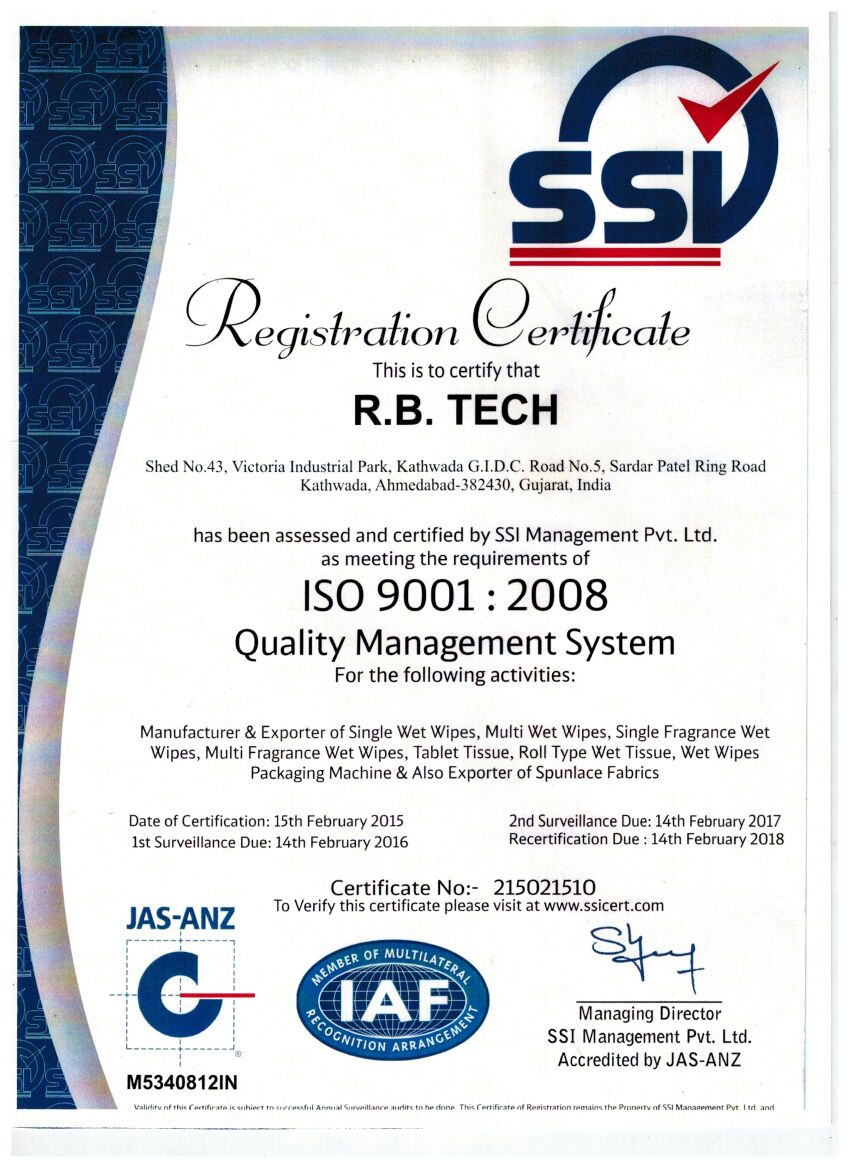 SSI
Registration Certificate
This is to certify that
R.B. TECH
Shed No.43, Victoria Industrial Park, Kathwada G.I.D.C. Road No.5, Sardar Patel Ring Road
Kathwada, Ahmedabad-382430, Gujarat, India
has been assessed and certified by SSI Management Pvt. Ltd.
as meeting the requirements of
ISO 9001 : 2008
Quality Management System
For the following activities:
Manufacturer & Exporter of Single Wet Wipes, Multi Wet Wipes, Single Fragrance Wet
Wipes, Multi Fragrance Wet Wipes, Tablet Tissue, Roll Type Wet Tissue, Wet Wipes
Packaging Machine & Also Exporter of Spunlace Fabrics
Date of Certification: 15th February 2015
1st Surveillance Due: 14th February 2016
2nd Surveillance Due: 14th February 2017
Recertification Due : 14th February 2018
Certificate No:- 215021510
To Verify this certificate please visit at www.ssicert.com
JAS-ANZ
®
M5340812IN
MEMBER OF MULTILATERAL
IAF
RECOGNITION ARRANGEMENT
Managing Director
SSI Management Pvt. Ltd.
Accredited by JAS-ANZ
Validity of this Certificate is subject to successful Annual Surveillance audits to be done. This Certificate of Registration remains the Property of SSI Management Pvt. Ltd. and